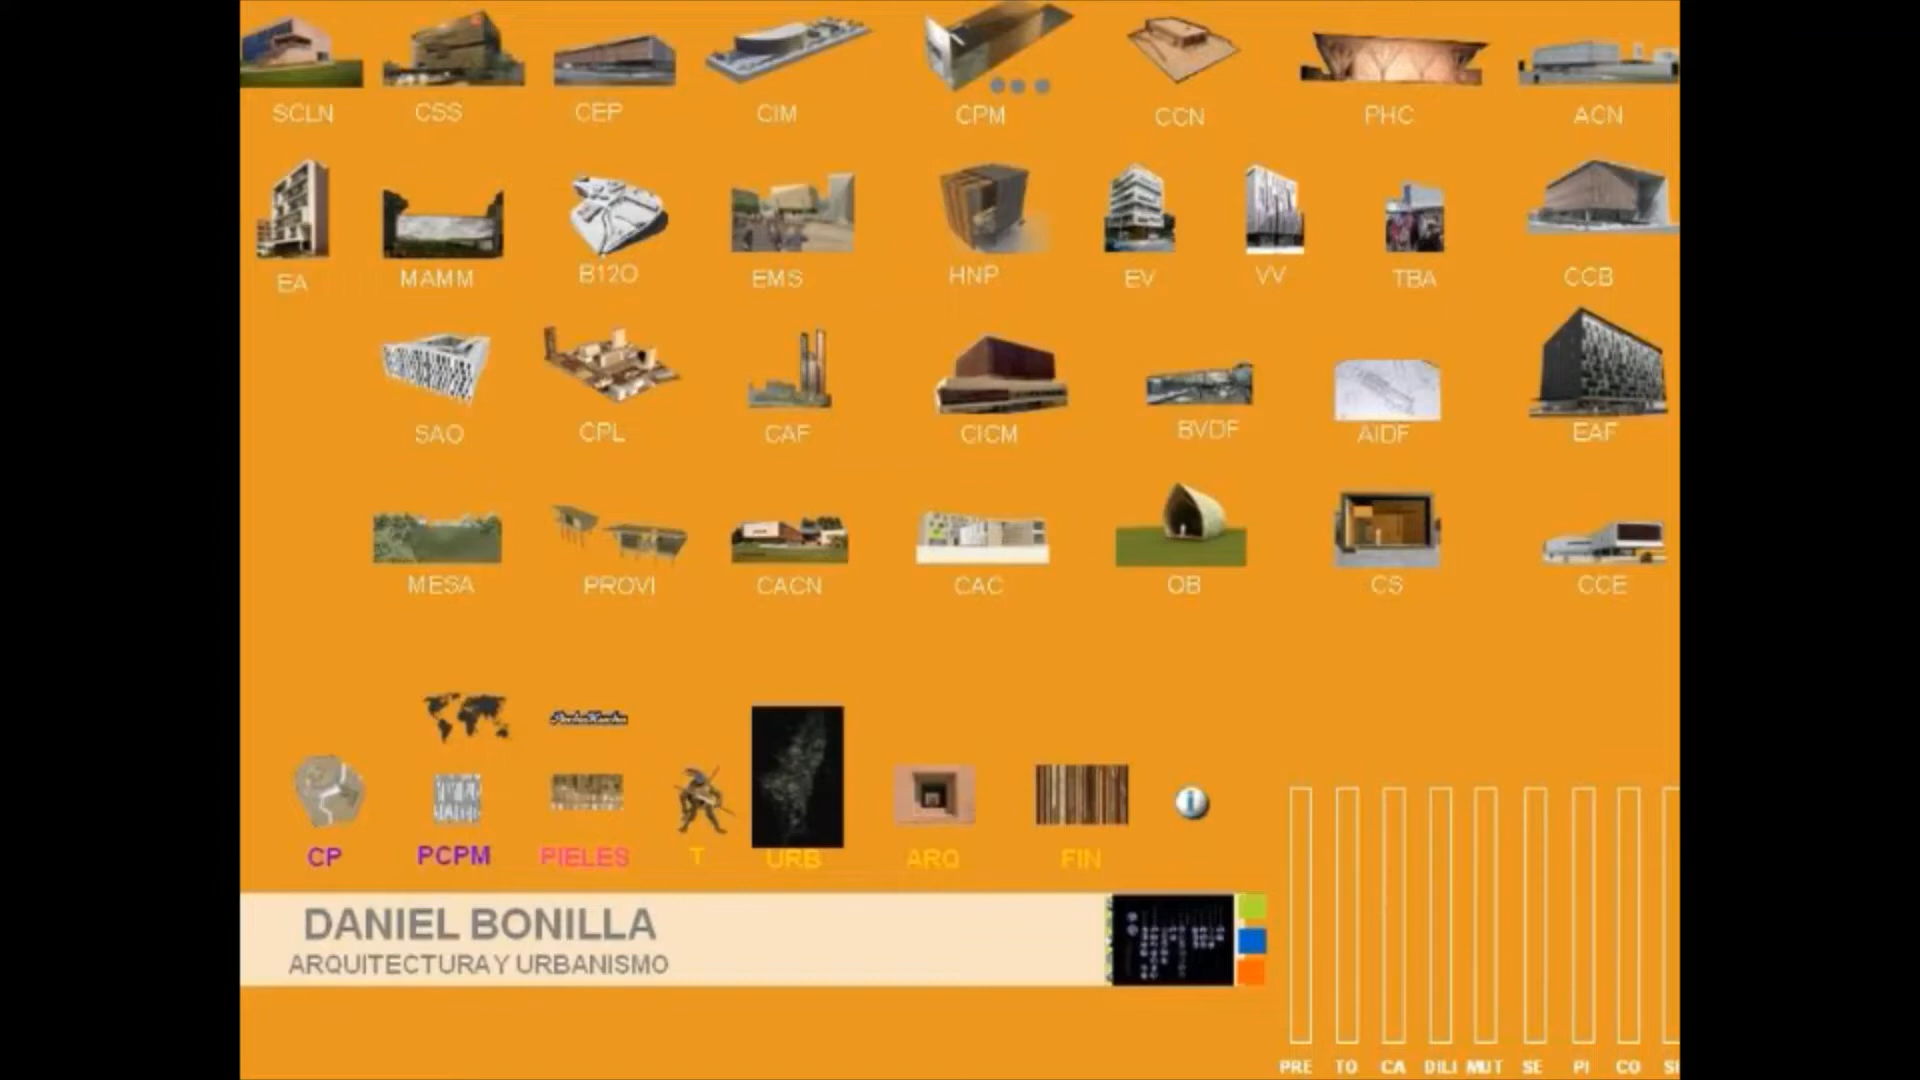 SCLN CSS CEP CIM CPM CCN PHC ACN
EA MAMM B12O EMS HNP EV VV TBA CCB
SAO CPL CAF CICM BVDF AIDF EAF
MESA PROVI CACN CAC OB CS CCE
CP PCPM PIELES T URB ARQ FIN
DANIEL BONILLA
ARQUITECTURA Y URBANISMO
PRE TO CA DILI MUT SE PI CO